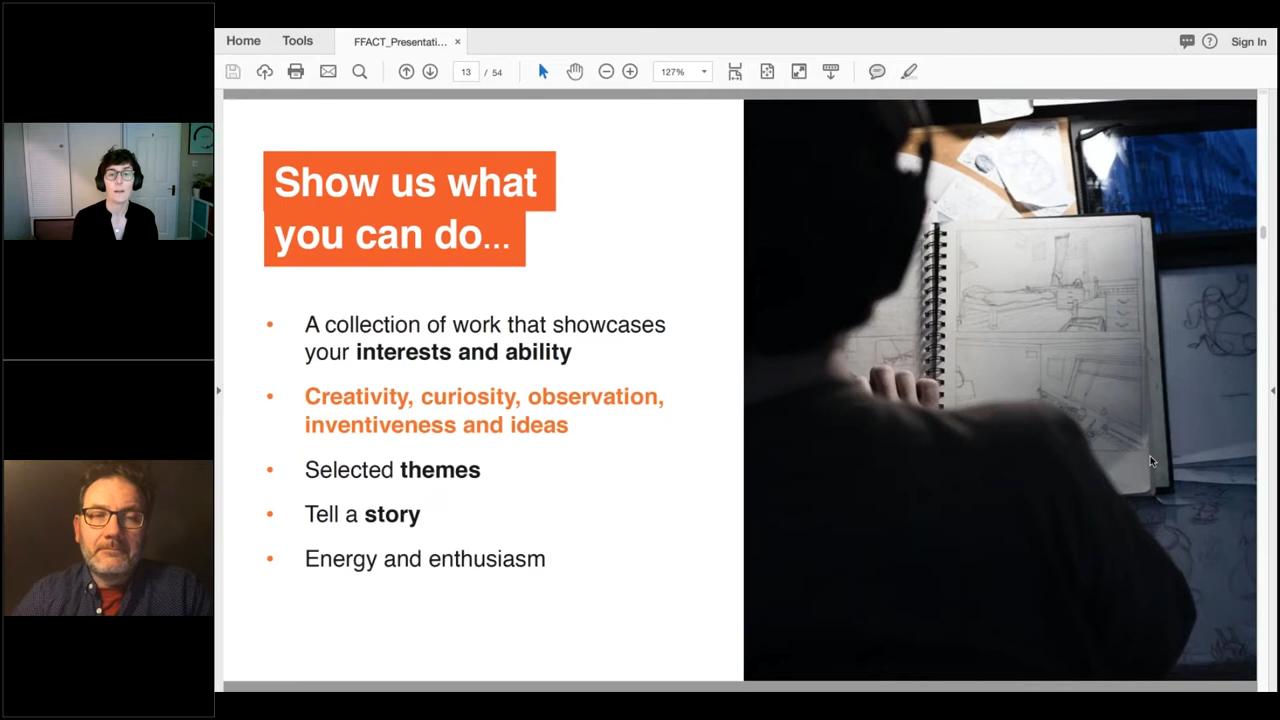 Home Tools FFACT_Presentati... × Sign In
13 / 54 127%
Show us what
you can do...
• A collection of work that showcases
your interests and ability
• Creativity, curiosity, observation,
inventiveness and ideas
• Selected themes
• Tell a story
• Energy and enthusiasm